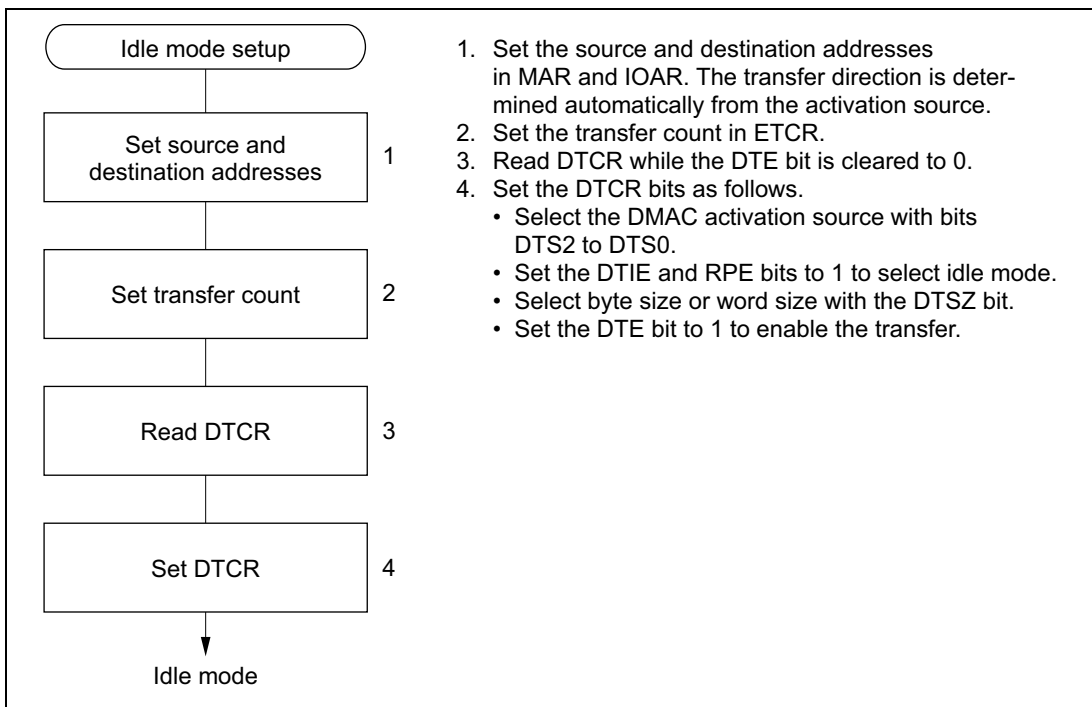 Idle mode setup
Set source and
destination addresses
1
Set transfer count
2
Read DTCR
3
Set DTCR
4
Idle mode
1. Set the source and destination addresses
in MAR and IOAR. The transfer direction is deter-
mined automatically from the activation source.
2. Set the transfer count in ETCR.
3. Read DTCR while the DTE bit is cleared to 0.
4. Set the DTCR bits as follows.
• Select the DMAC activation source with bits
DTS2 to DTS0.
• Set the DTIE and RPE bits to 1 to select idle mode.
• Select byte size or word size with the DTSZ bit.
• Set the DTE bit to 1 to enable the transfer.